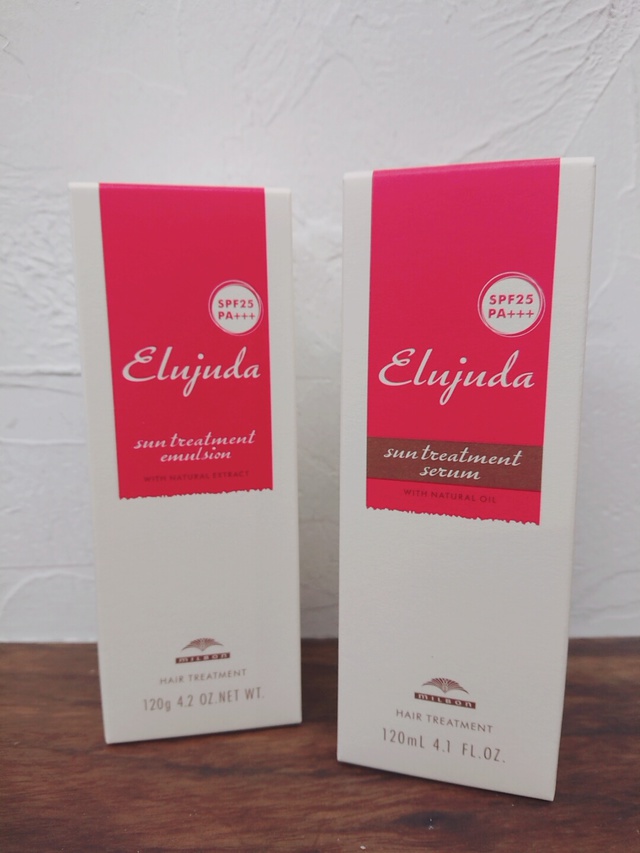 SPF25
PA+++
Elujuda
sun treatment
emulsion
WITH NATURAL EXTRACT
MILBON
HAIR TREATMENT
120g 4.2 OZ.NET WT.
SPF25
PA+++
Elujuda
sun treatment
serum
WITH NATURAL OIL
MILBON
HAIR TREATMENT
120mL 4.1 FL.OZ.